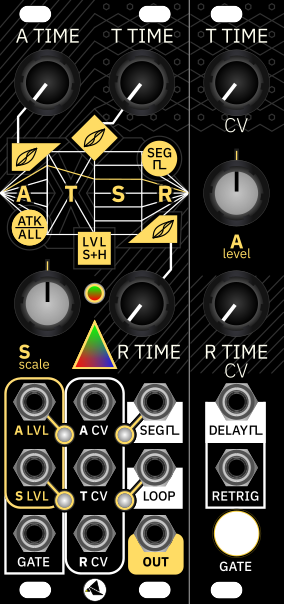 A TIME
T TIME
T TIME
CV
SEG
A
T
S
R
ATK
ALL
LVL
S+H
A
level
S
scale
R TIME
R TIME
CV
A LVL
A CV
SEG
DELAY
S LVL
T CV
LOOP
RETRIG
GATE
R CV
OUT
GATE